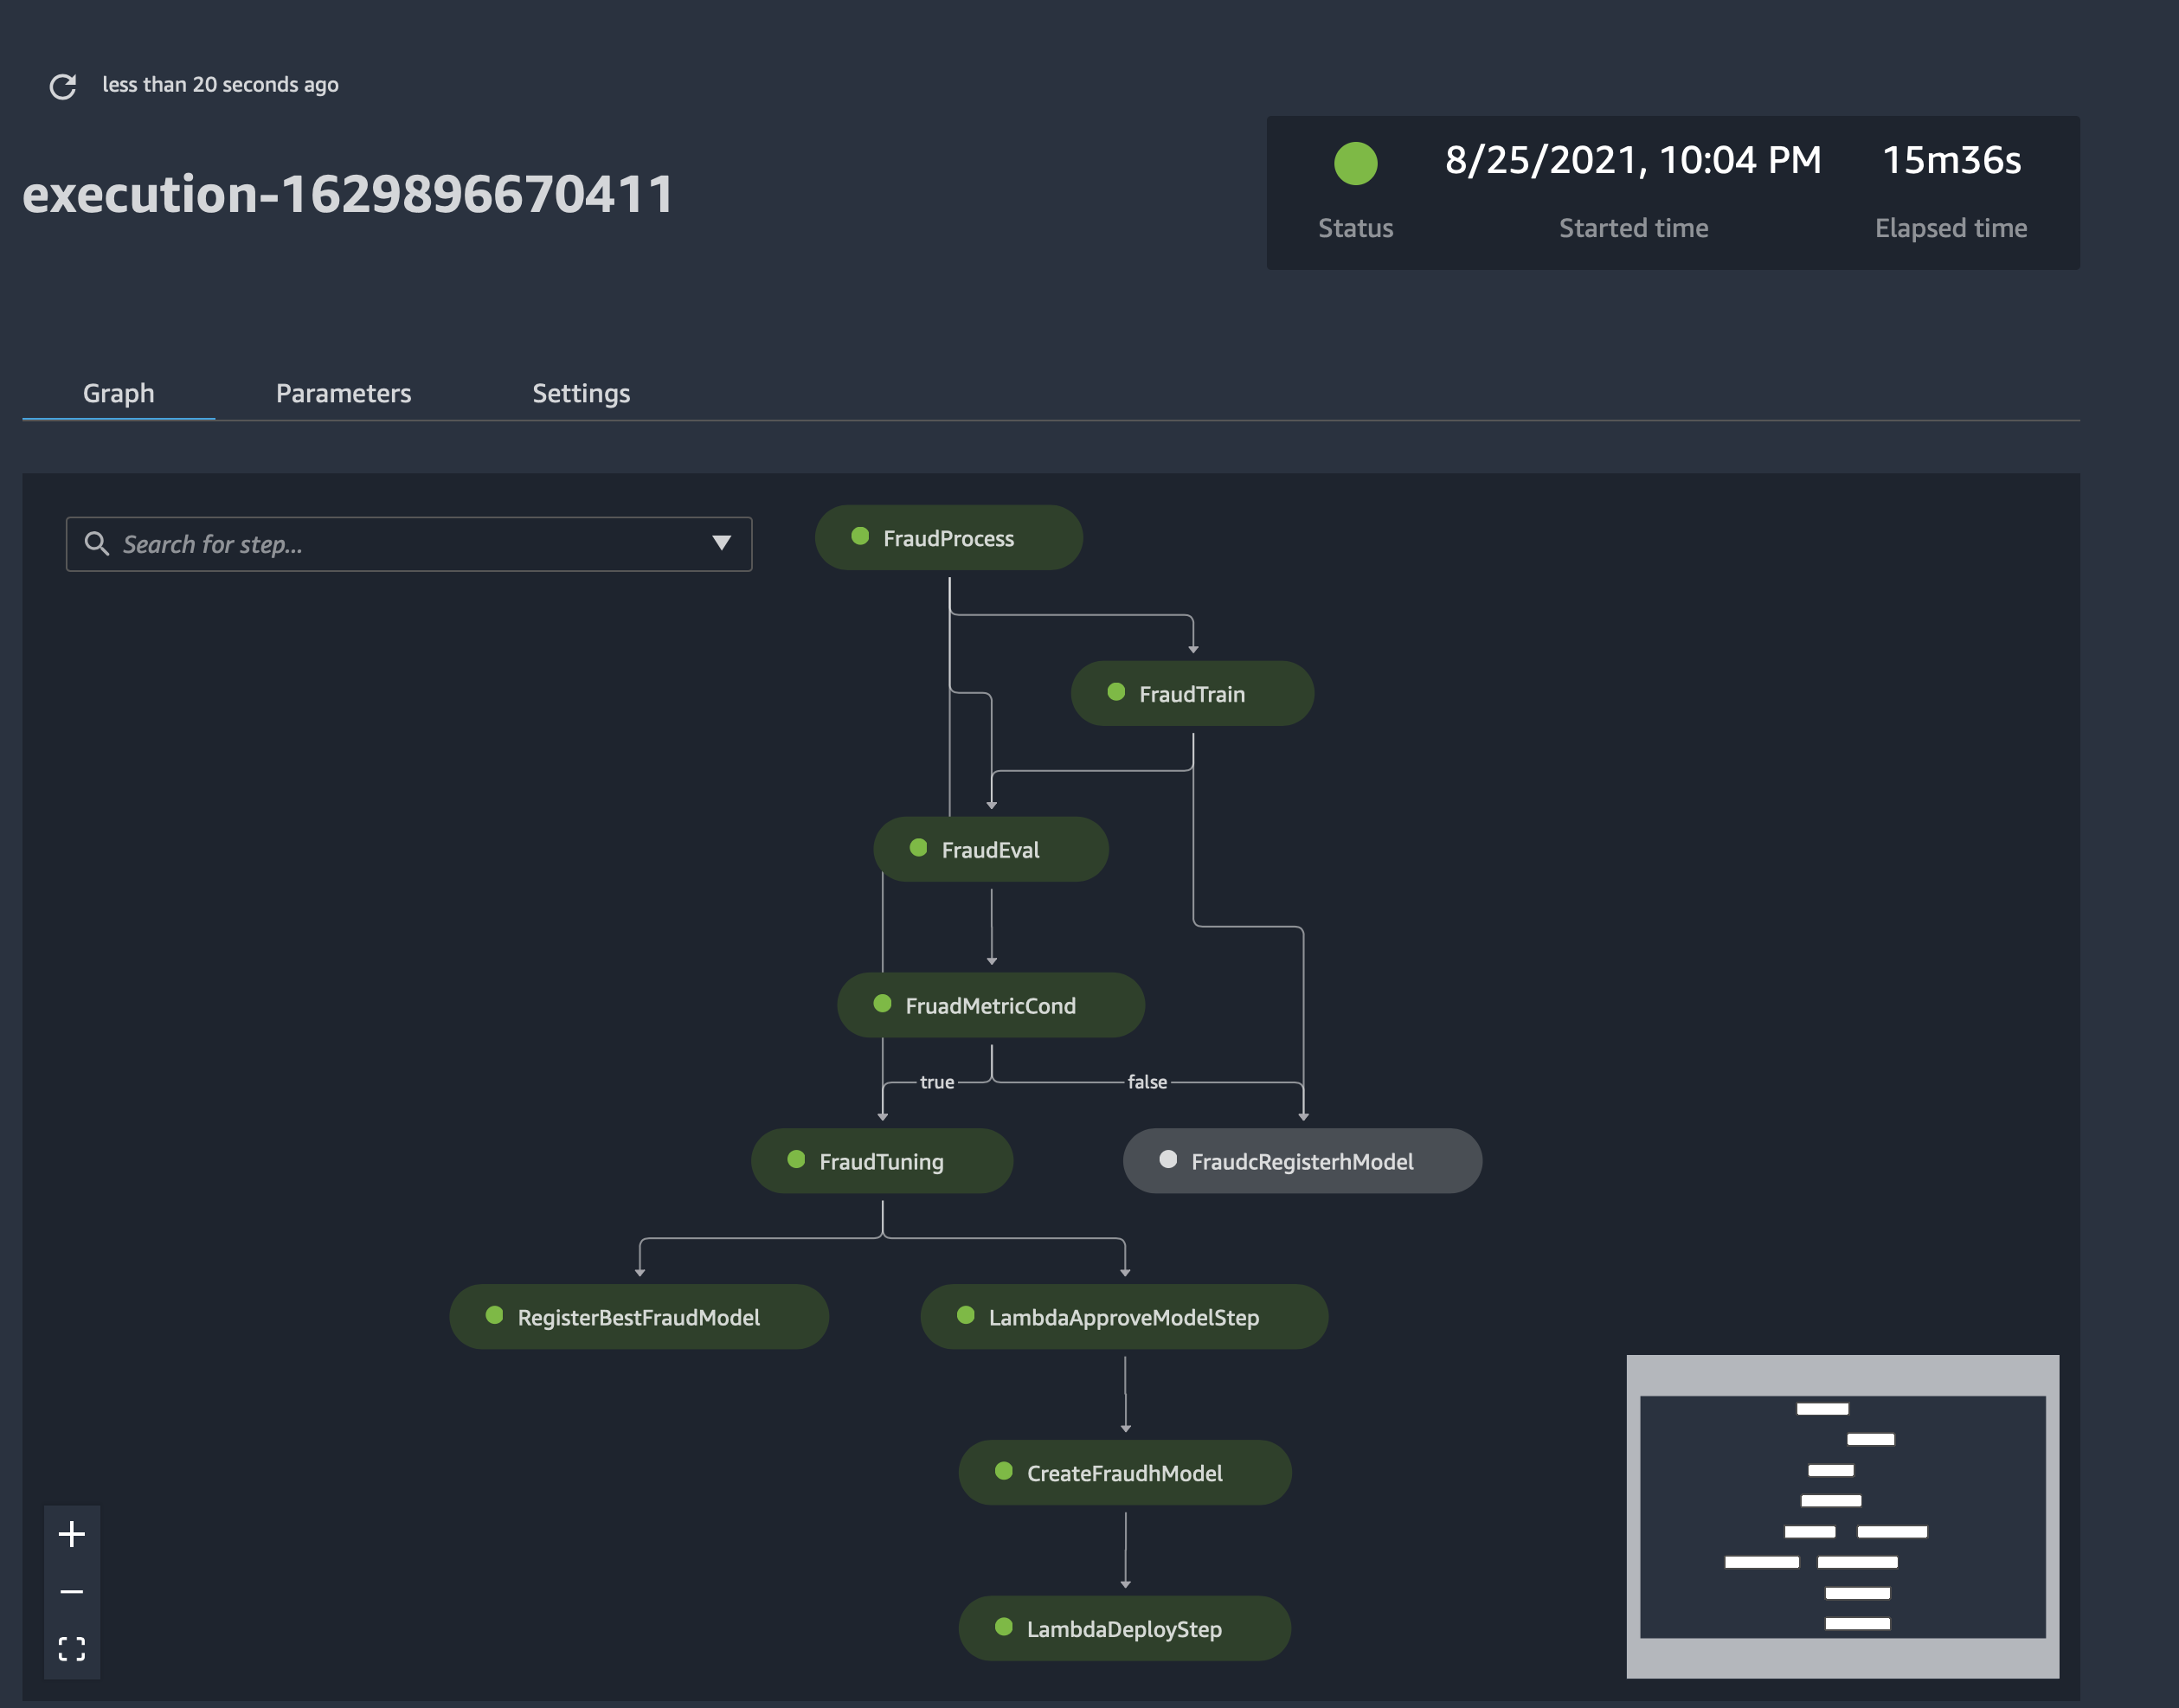 less than 20 seconds ago
execution-1629896670411
8/25/2021, 10:04 PM 15m36s
Status Started time Elapsed time
Graph Parameters Settings
Search for step...
FraudProcess
FraudTrain
FraudEval
FruadMetricCond
true false
FraudTuning FraudcRegisterhModel
RegisterBestFraudModel LambdaApproveModelStep
CreateFraudhModel
LambdaDeployStep